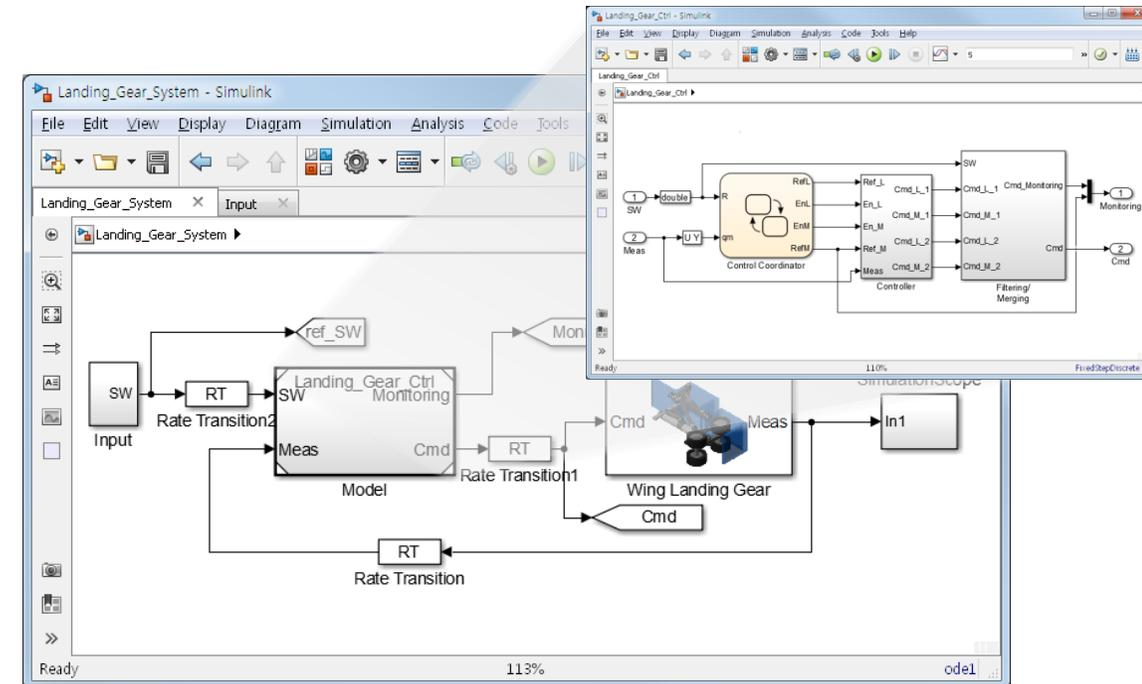 Landing_Gear_Ctrl - Simulink
File Edit View Display Diagram Simulation Analysis Code Tools Help
5
Landing_Gear_Ctrl
Landing_Gear_Ctrl
1
SW
double
2
Meas
U Y
R
qm
RefL
EnL
EnM
RefM
Control Coordinator
Ref_L
En_L
En_M
Ref_M
Meas
Cmd_L_1
Cmd_M_1
Cmd_L_2
Cmd_M_2
Controller
SW
Cmd_L_1
Cmd_M_1
Cmd_L_2
Cmd_M_2
Cmd_Monitoring
Cmd
Filtering/
Merging
1
Monitoring
2
Cmd
Ready 110% FixedStepDiscrete
Landing_Gear_System - Simulink
File Edit View Display Diagram Simulation Analysis Code Tools
Landing_Gear_System Input
Landing_Gear_System
ref_SW
Moni
SW
Input
RT
Rate Transition2
Landing_Gear_Ctrl
SW
Monitoring
Meas
Cmd
Model
RT
Rate Transition1
Cmd
Meas
Wing Landing Gear
Cmd
SimulationScope
In1
RT
Rate Transition
Ready 113% ode1